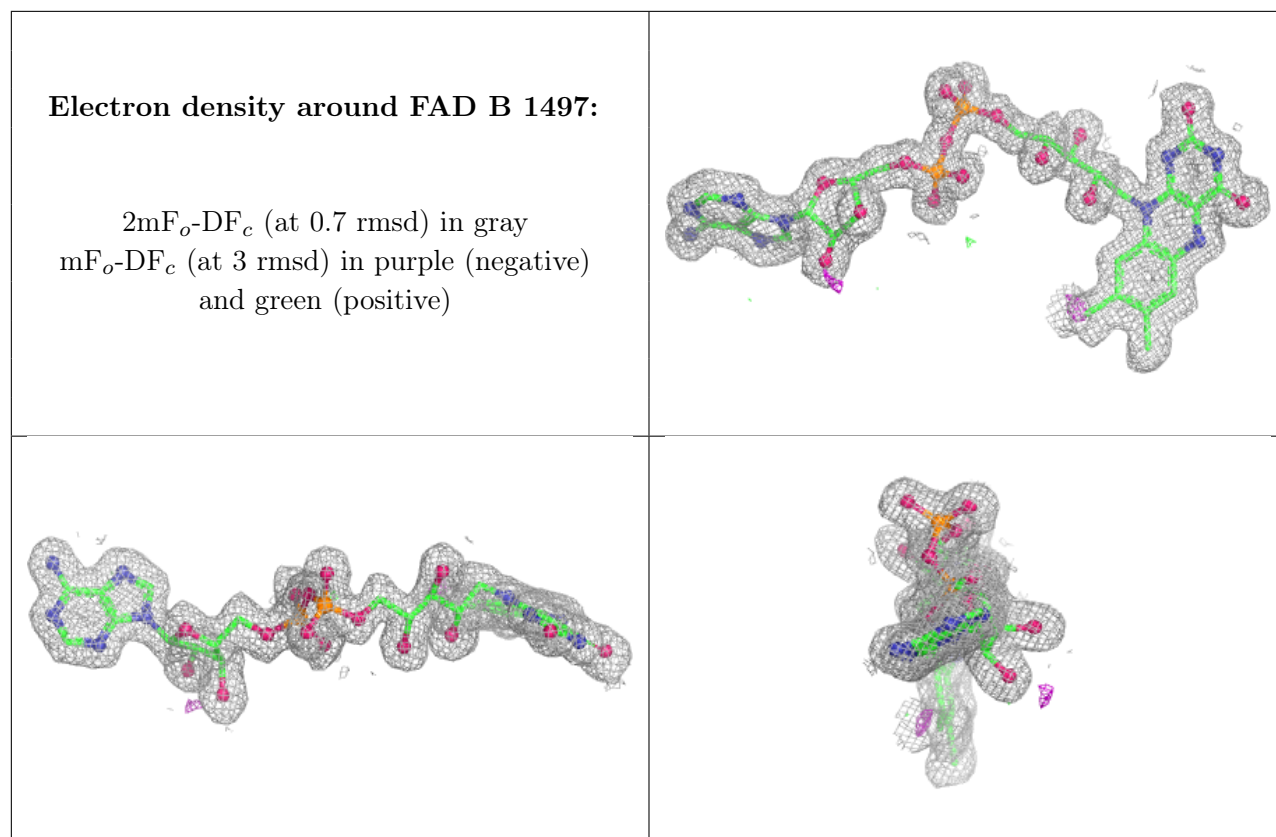 Electron density around FAD B 1497:
2mFₒ-DF𝒸 (at 0.7 rmsd) in gray
mFₒ-DF𝒸 (at 3 rmsd) in purple (negative)
and green (positive)